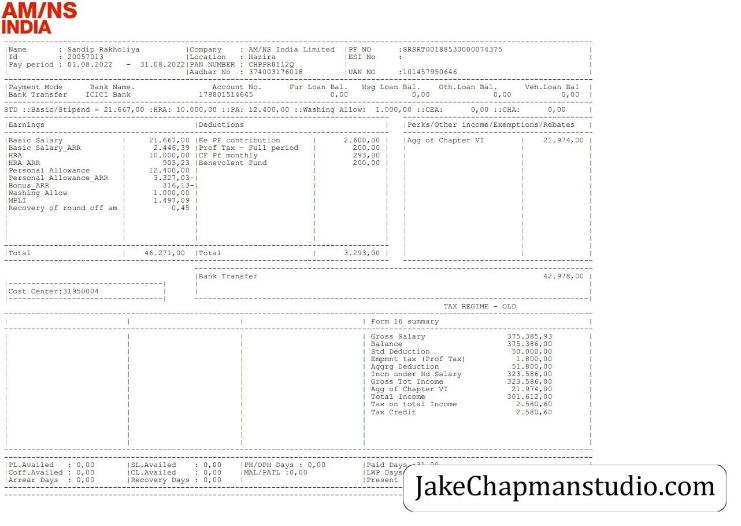 AM/NS
INDIA
Name : Sandip Rakholiya |Company : AM/NS India Limited |PF NO :SRSRT00188530000074375 |
Id : 20057013 |Location : Hazira |ESI No : |
Pay period : 01.08.2022 - 31.08.2022|PAN NUMBER : CHPPR8112Q | |
|Aadhar No : 374003176018 |UAN NO :101457950646 |
Payment Mode Bank Name. Account No. Fur Loan Bal. Hsg Loan Bal. Oth.Loan Bal. Veh.Loan Bal |
Bank Transfer ICICI Bank 178801514645 0,00 0,00 0,00 0,00 |
STD ::Basic/Stipend = 21.667,00 :HRA: 10.000,00 ::PA: 12.400,00 ::Washing Allow: 1.000,00 ::CEA: 0,00 ::CHA: 0,00 |
|Earnings |Deductions | |Perks/Other income/Exemptions/Rebates |
|Basic Salary | 21.667,00 |Ee PF contribution | 2.600,00 | |Agg of Chapter VI | 21.974,00 |
|Basic Salary_ARR | 2.446,39 |Prof Tax - Full period | 200,00 |
|HRA | 10.000,00 |CF Pf monthly | 293,00 |
|HRA_ARR | 903,23 |Benevolent Fund | 200,00 |
|Personal Allowance | 12.400,00 |
|Personal Allowance_ARR | 3.327,03-|
|Bonus_ARR | 316,13-|
|Washing Allow | 1.000,00 |
|MPLI | 1.497,09 |
|Recovery of round off am | 0,45 |
|Total | 46.271,00 |Total | 3.293,00 |
|Bank Transfer 42.978,00 |
|Cost Center:31950004 |
TAX REGIME - OLD
| Form 16 summary
| Gross Salary 375.385,93
| Balance 375.386,00
| Std Deduction 50.000,00
| Empmnt tax (Prof Tax) 1.800,00
| Aggrg Deduction 51.800,00
| Incm under Hd Salary 323.586,00
| Gross Tot Income 323.586,00
| Agg of Chapter VI 21.974,00
| Total Income 301.612,00
| Tax on total Income 2.580,60
| Tax Credit 2.580,60
|PL.Availed : 0,00 |SL.Availed : 0,00 |PH/OPH Days : 0,00 |Paid Days
|Coff.Availed : 0,00 |CL.Availed : 0,00 |MAL/PATL :0,00 |LWP Days
|Arrear Days : 0,00 |Recovery Days : 0,00 | |Present
JakeChapmanstudio.com